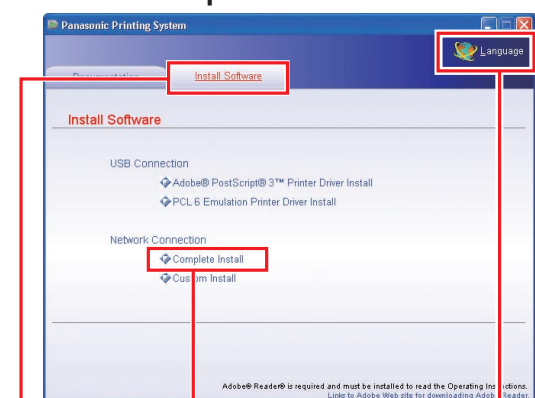 Panasonic Printing System
Language
Documentation
Install Software
Install Software
USB Connection
Adobe® PostScript® 3™ Printer Driver Install
PCL 6 Emulation Printer Driver Install
Network Connection
Complete Install
Custom Install
Adobe® Reader® is required and must be installed to read the Operating Instructions.
Links to Adobe Web site for downloading Adobe Reader.